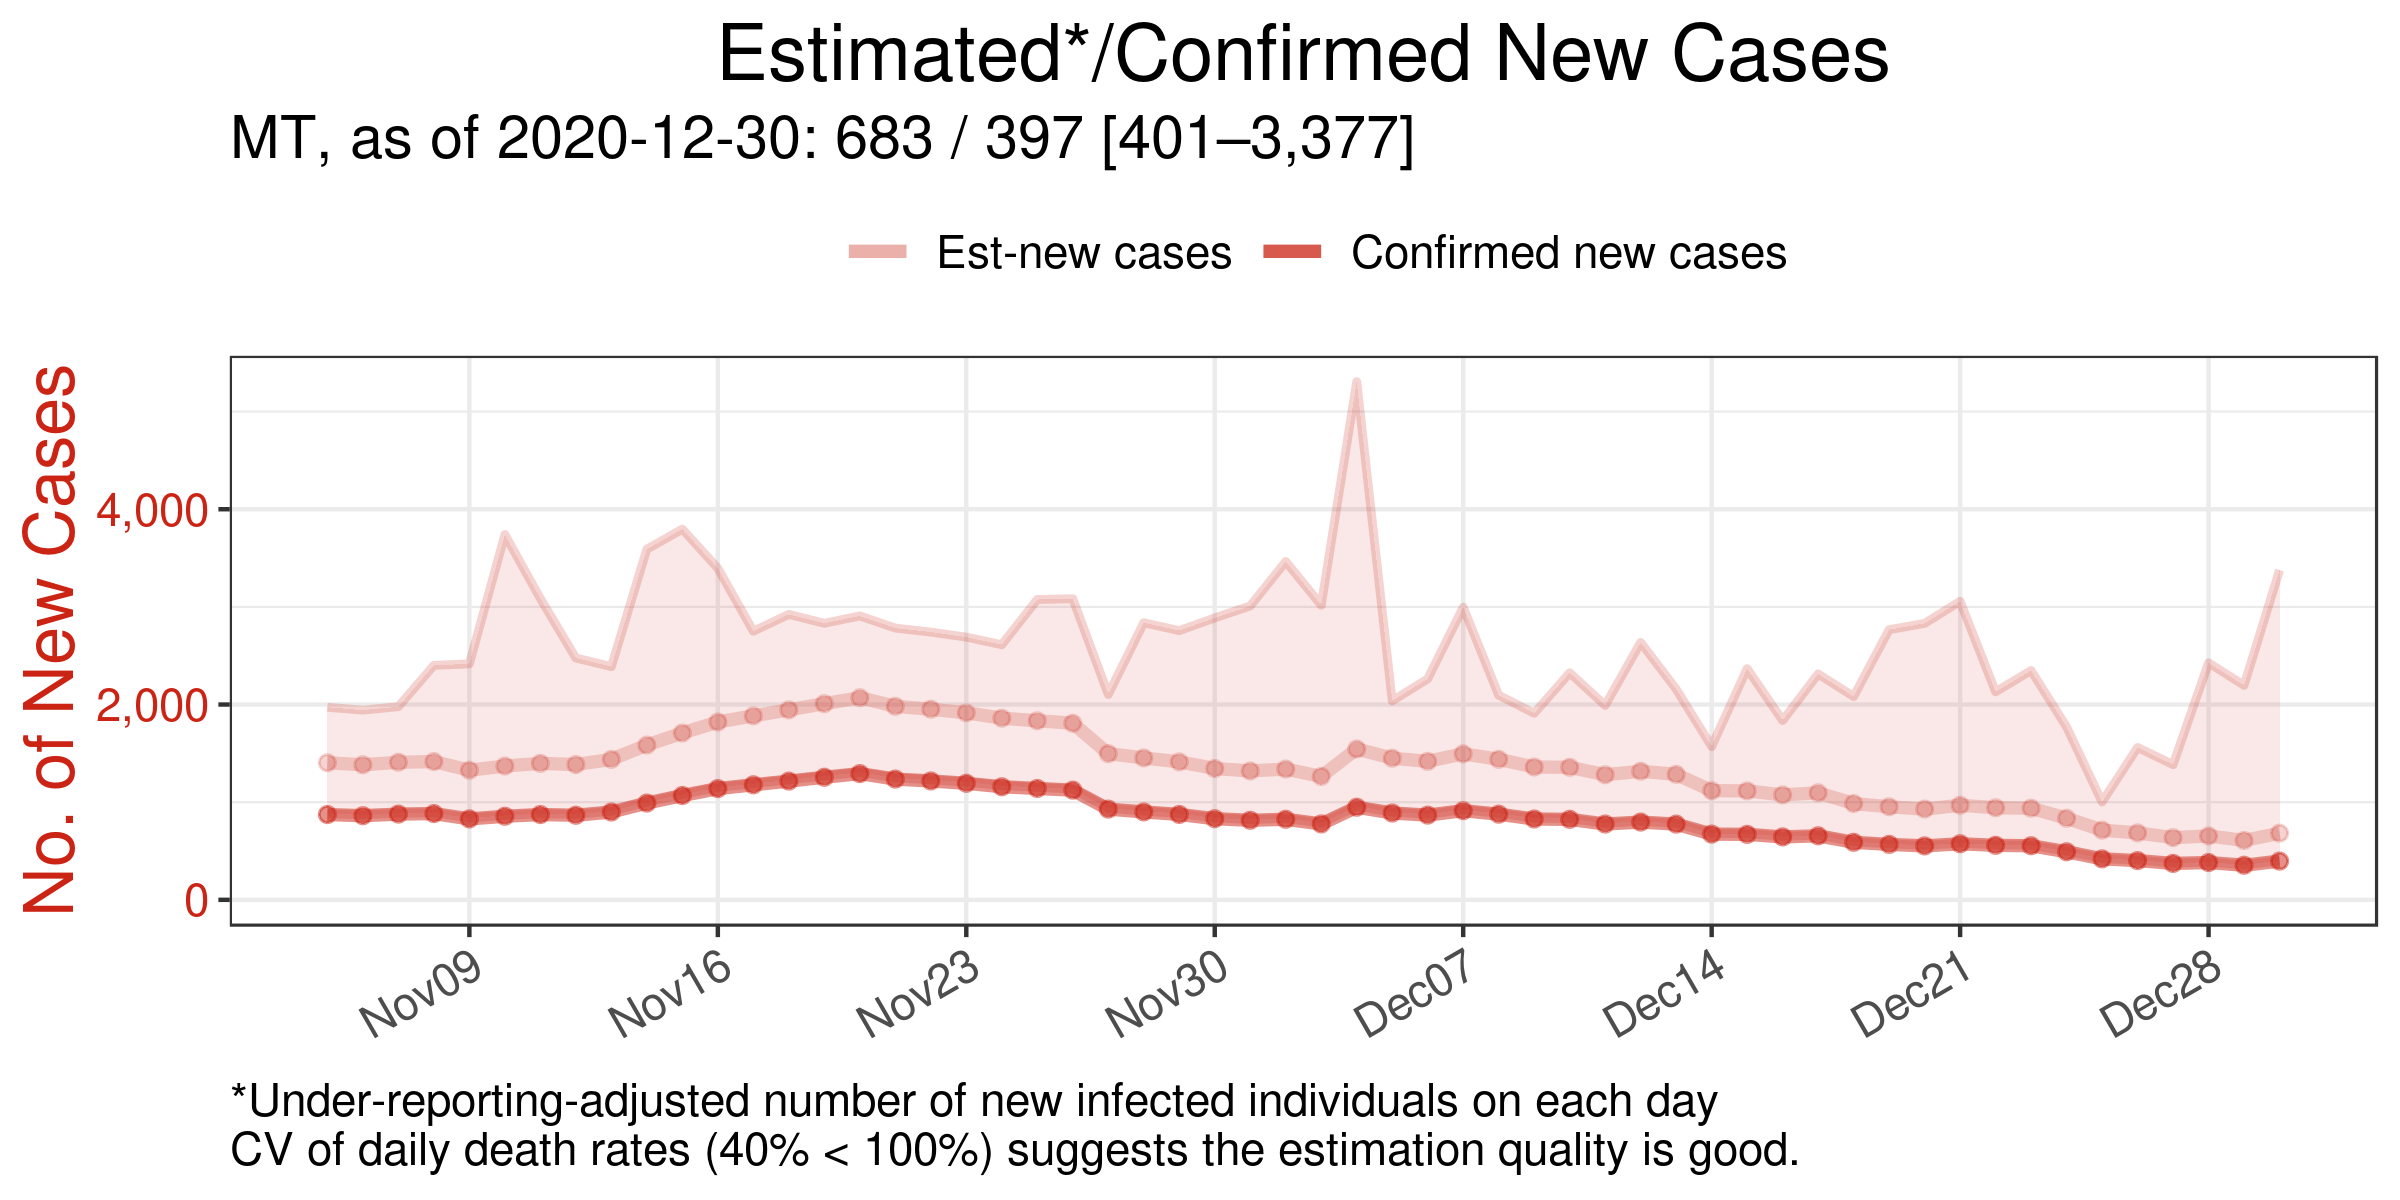 Estimated*/Confirmed New Cases
MT, as of 2020-12-30: 683 / 397 [401–3,377]
Est-new cases
Confirmed new cases
No. of New Cases
4,000
2,000
0
Nov09
Nov16
Nov23
Nov30
Dec07
Dec14
Dec21
Dec28
*Under-reporting-adjusted number of new infected individuals on each day
CV of daily death rates (40% < 100%) suggests the estimation quality is good.